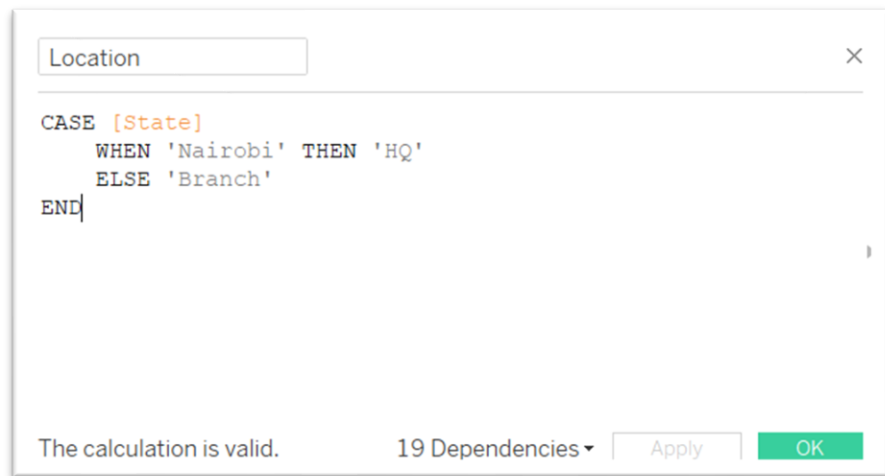 Location
CASE [State]
WHEN 'Nairobi' THEN 'HQ'
ELSE 'Branch'
END
The calculation is valid. 19 Dependencies Apply OK